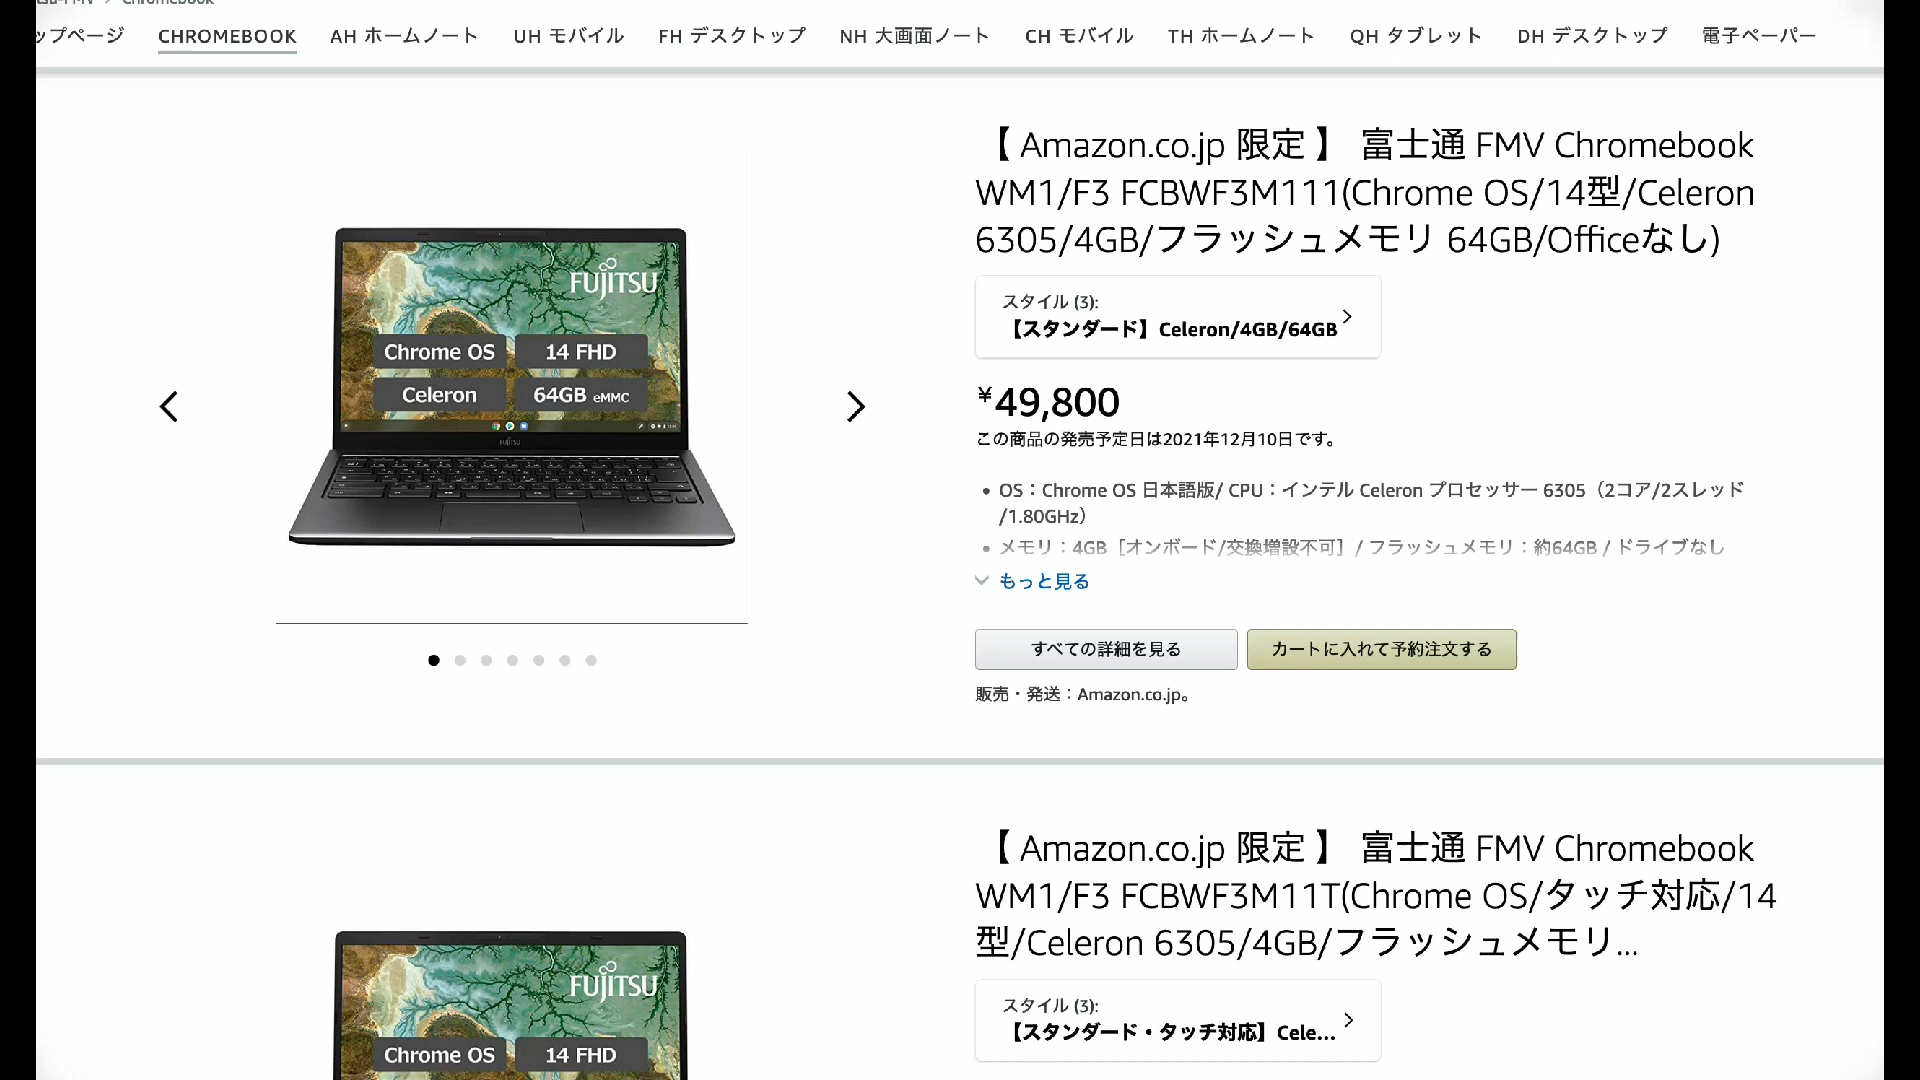 Chromebook
ップページ CHROMEBOOK AH ホームノート UH モバイル FH デスクトップ NH 大画面ノート CH モバイル TH ホームノート QH タブレット DH デスクトップ 電子ペーパー
【 Amazon.co.jp 限定 】 富士通 FMV Chromebook
WM1/F3 FCBWF3M111(Chrome OS/14型/Celeron
6305/4GB/フラッシュメモリ 64GB/Officeなし)
スタイル (3):
【スタンダード】Celeron/4GB/64GB
¥49,800
この商品の発売予定日は2021年12月10日です。
• OS：Chrome OS 日本語版/ CPU：インテル Celeron プロセッサー 6305（2コア/2スレッド
/1.80GHz）
• メモリ：4GB［オンボード/交換増設不可］/ フラッシュメモリ：約64GB / ドライブなし
もっと見る
すべての詳細を見る カートに入れて予約注文する
販売・発送：Amazon.co.jp。
FUJITSU
Chrome OS 14 FHD
Celeron 64GB eMMC
FUJITSU
【 Amazon.co.jp 限定 】 富士通 FMV Chromebook
WM1/F3 FCBWF3M11T(Chrome OS/タッチ対応/14
型/Celeron 6305/4GB/フラッシュメモリ...
スタイル (3):
【スタンダード・タッチ対応】Cele...
FUJITSU
Chrome OS 14 FHD